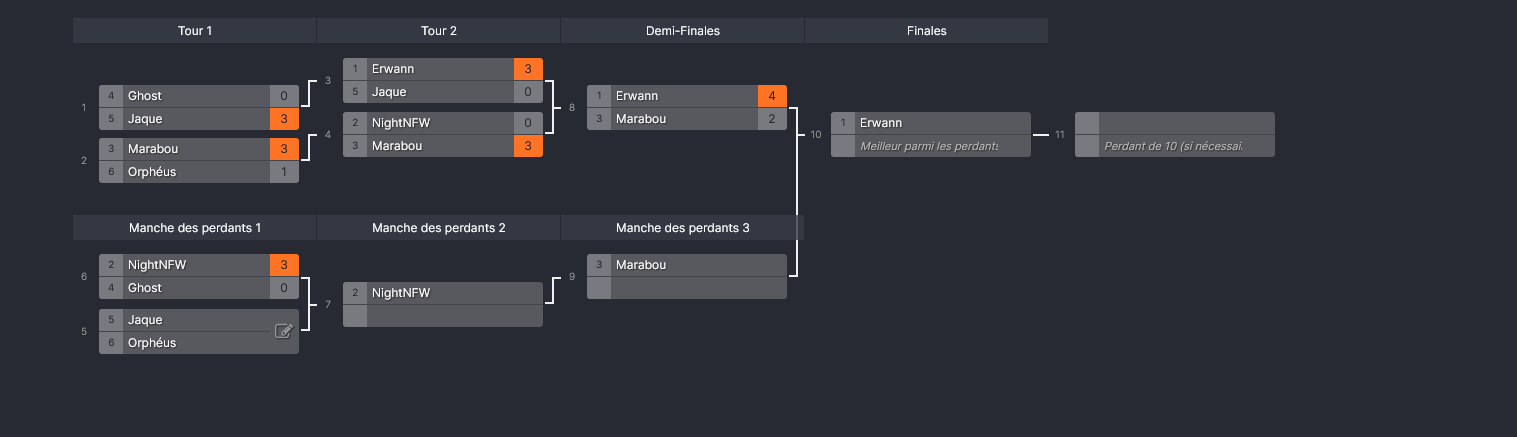 Tour 1 Tour 2 Demi-Finales Finales
1
4 Ghost 0
5 Jaque 3
2
3 Marabou 3
6 Orphéus 1
3
1 Erwann 3
5 Jaque 0
4
2 NightNFW 0
3 Marabou 3
8
1 Erwann 4
3 Marabou 2
10
1 Erwann
Meilleur parmi les perdants
11
Perdant de 10 (si nécessai.
Manche des perdants 1 Manche des perdants 2 Manche des perdants 3
6
2 NightNFW 3
4 Ghost 0
5
5 Jaque
6 Orphéus
7
2 NightNFW
9
3 Marabou